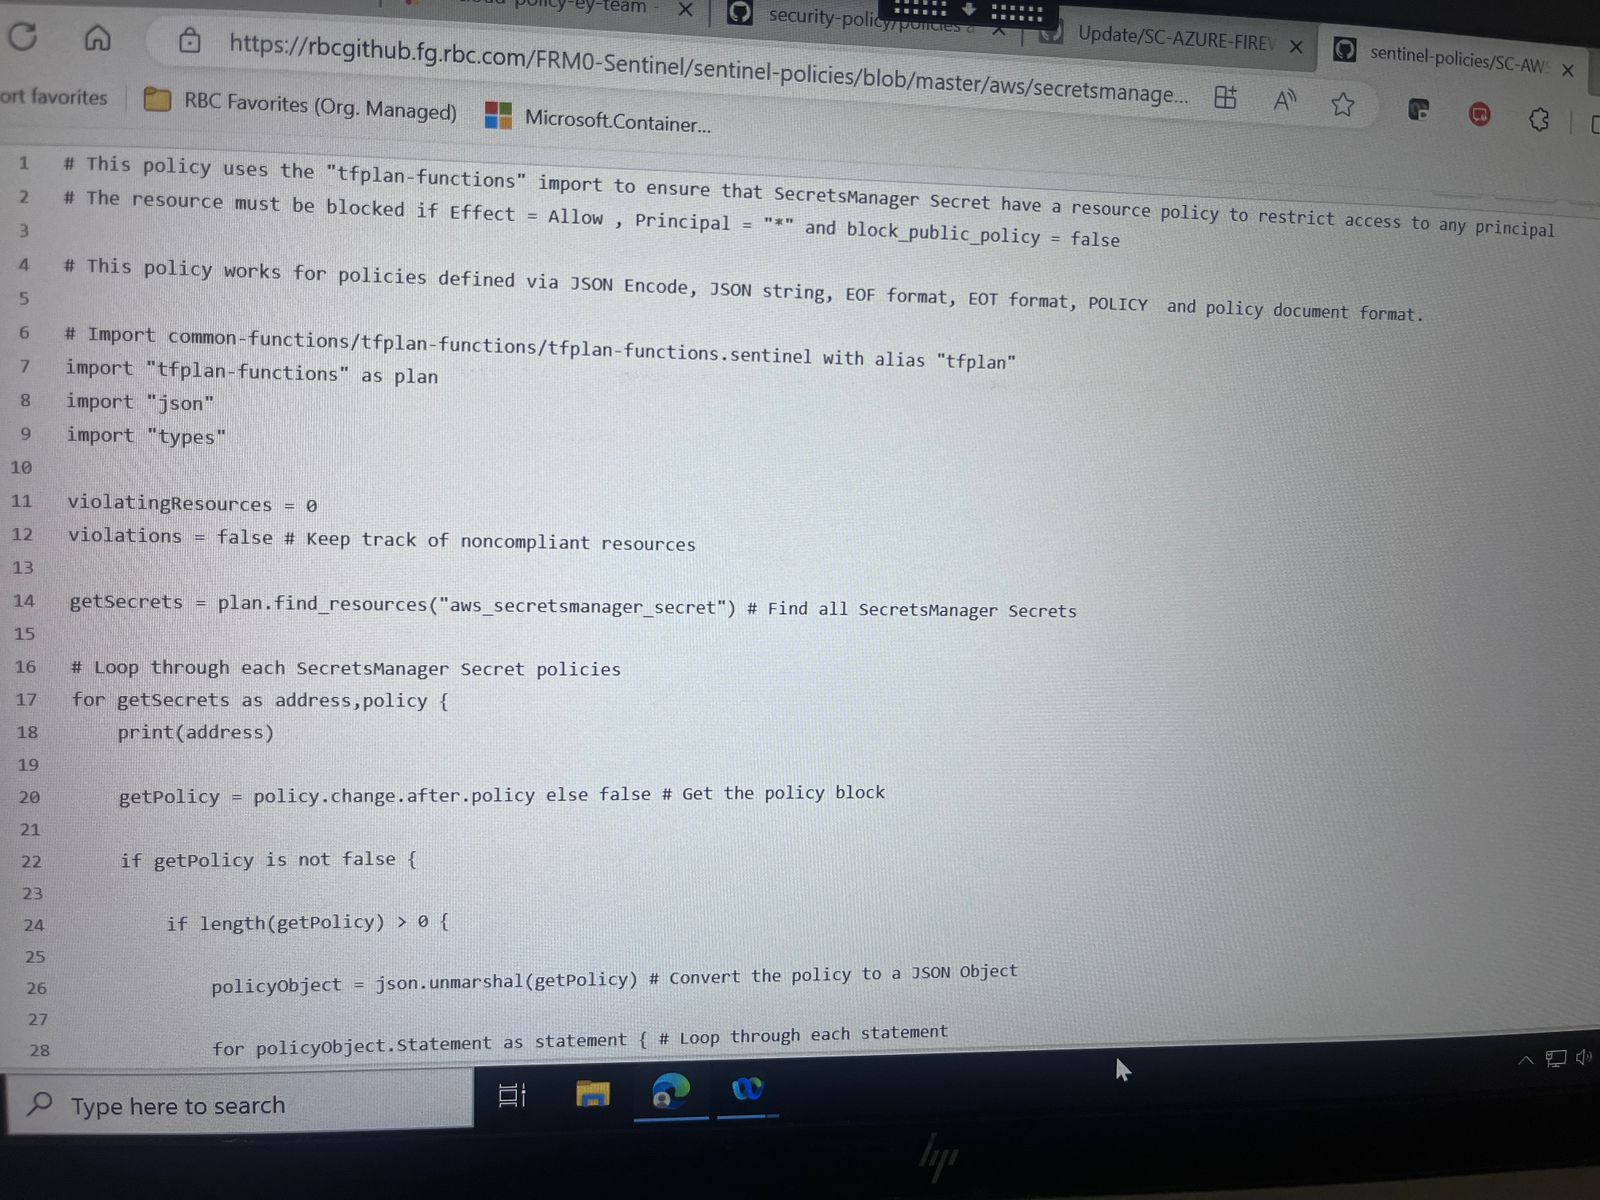 policy-ey-team -
security-policy/policies a
Update/SC-AZURE-FIREW
sentinel-policies/SC-AWS
https://rbcgithub.fg.rbc.com/FRM0-Sentinel/sentinel-policies/blob/master/aws/secretsmanage...
ort favorites
RBC Favorites (Org. Managed)
Microsoft.Container...
1 # This policy uses the "tfplan-functions" import to ensure that SecretsManager Secret have a resource policy to restrict access to any principal
2 # The resource must be blocked if Effect = Allow , Principal = "*" and block_public_policy = false
3
4 # This policy works for policies defined via JSON Encode, JSON string, EOF format, EOT format, POLICY  and policy document format.
5
6 # Import common-functions/tfplan-functions/tfplan-functions.sentinel with alias "tfplan"
7 import "tfplan-functions" as plan
8 import "json"
9 import "types"
10
11 violatingResources = 0
12 violations = false # Keep track of noncompliant resources
13
14 getSecrets = plan.find_resources("aws_secretsmanager_secret") # Find all SecretsManager Secrets
15
16 # Loop through each SecretsManager Secret policies
17 for getSecrets as address,policy {
18 print(address)
19
20 getPolicy = policy.change.after.policy else false # Get the policy block
21
22 if getPolicy is not false {
23
24 if length(getPolicy) > 0 {
25
26 policyObject = json.unmarshal(getPolicy) # Convert the policy to a JSON Object
27
28 for policyObject.Statement as statement { # Loop through each statement
Type here to search
hp